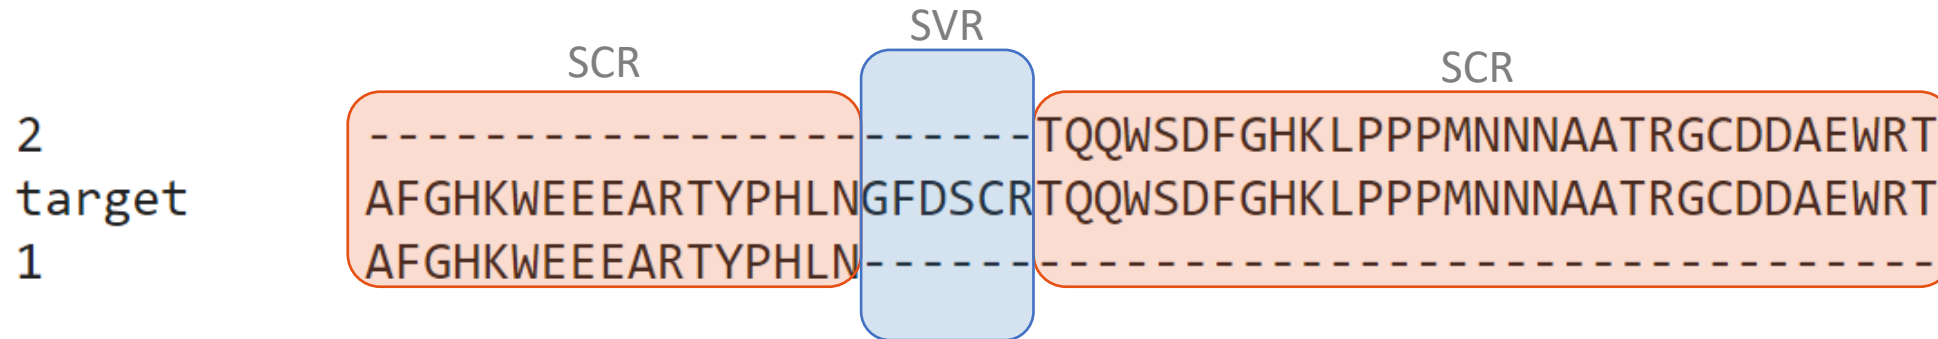 SVR
SCR
SCR
2 -----------------------TQQWSDFGHKLPPPMNNNAATRGCDDAEWRT
target AFGHKWEEEARTYPHLNGFDSCRTQQWSDFGHKLPPPMNNNAATRGCDDAEWRT
1 AFGHKWEEEARTYPHLN-------------------------------------